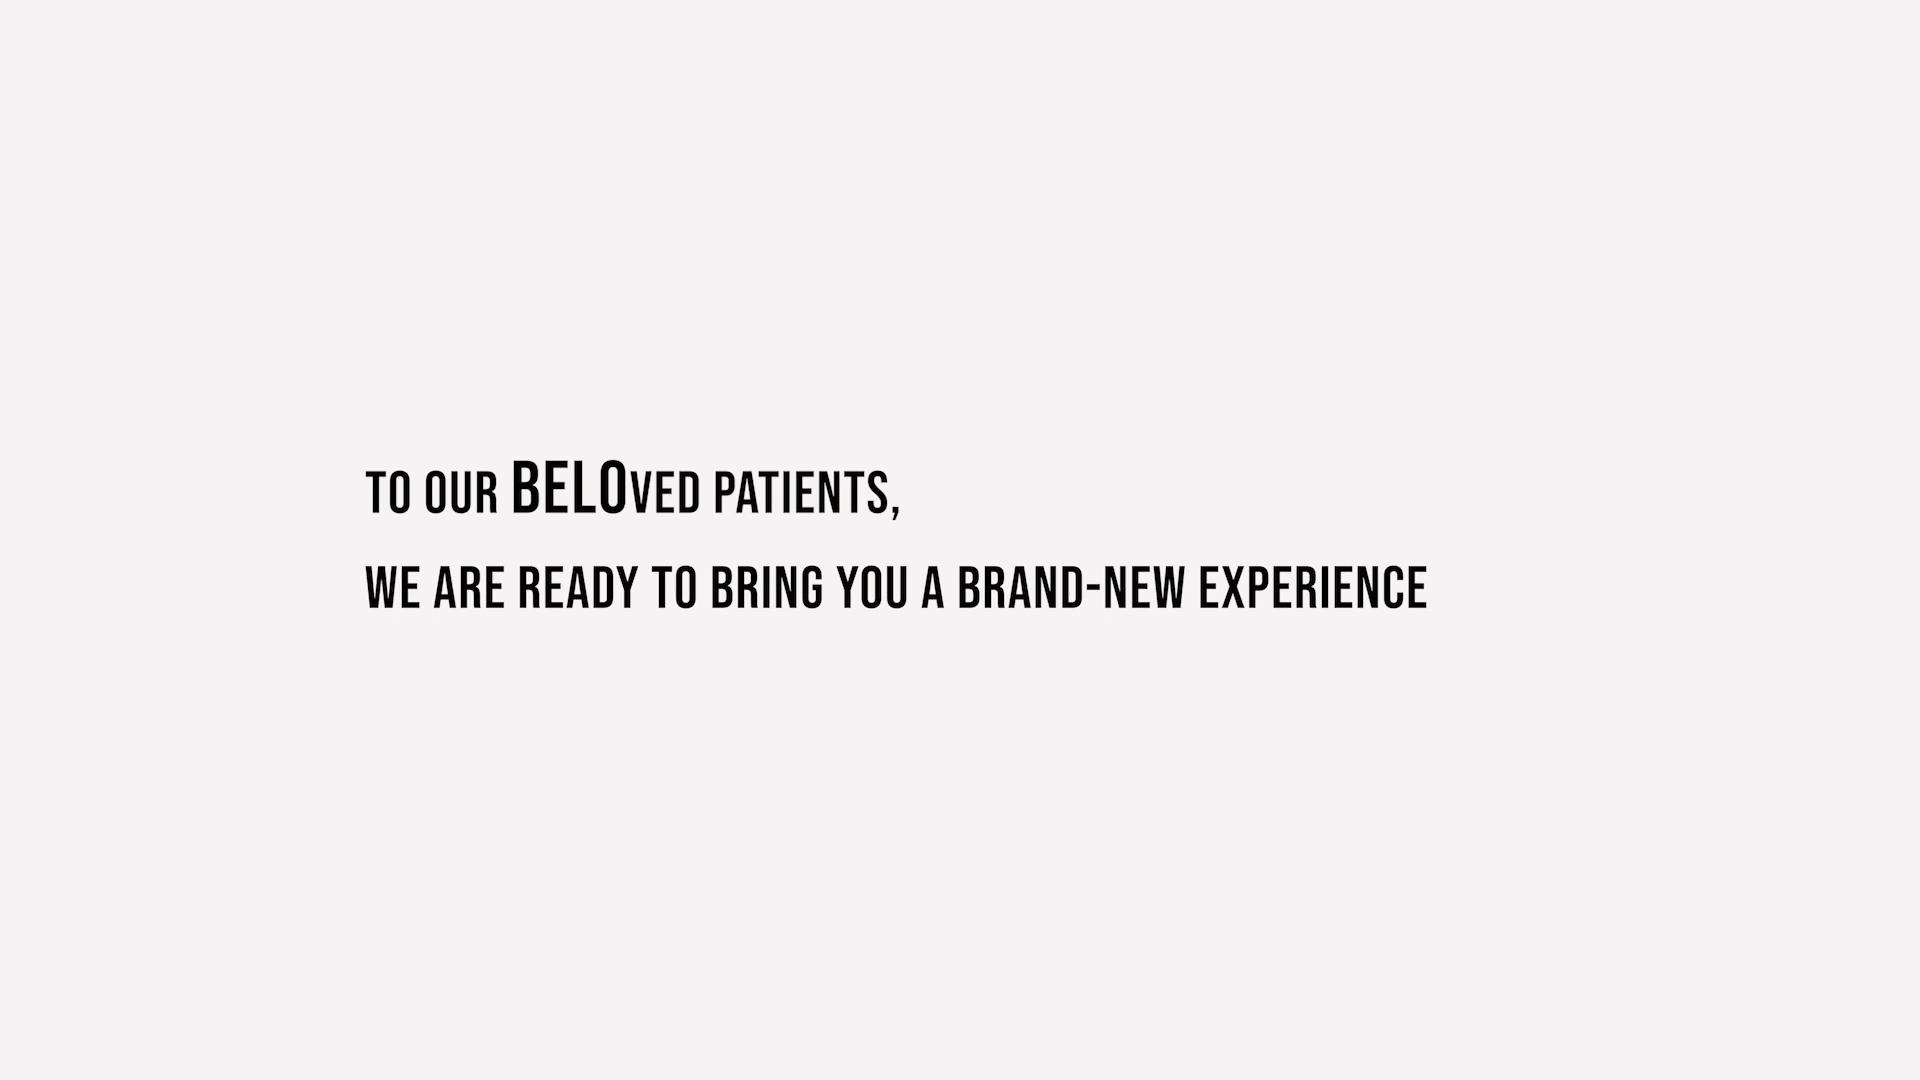 TO OUR BELOVED PATIENTS,
WE ARE READY TO BRING YOU A BRAND-NEW EXPERIENCE